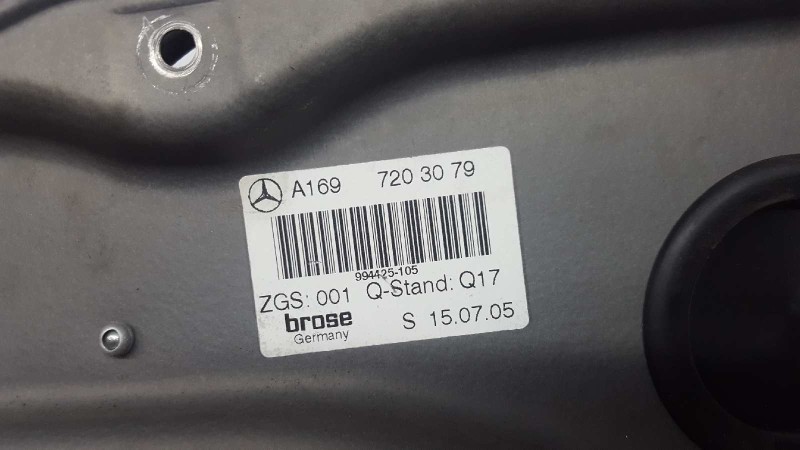 A169 720 30 79
994425-105
ZGS: 001 Q-Stand: Q17
brose S 15.07.05
Germany